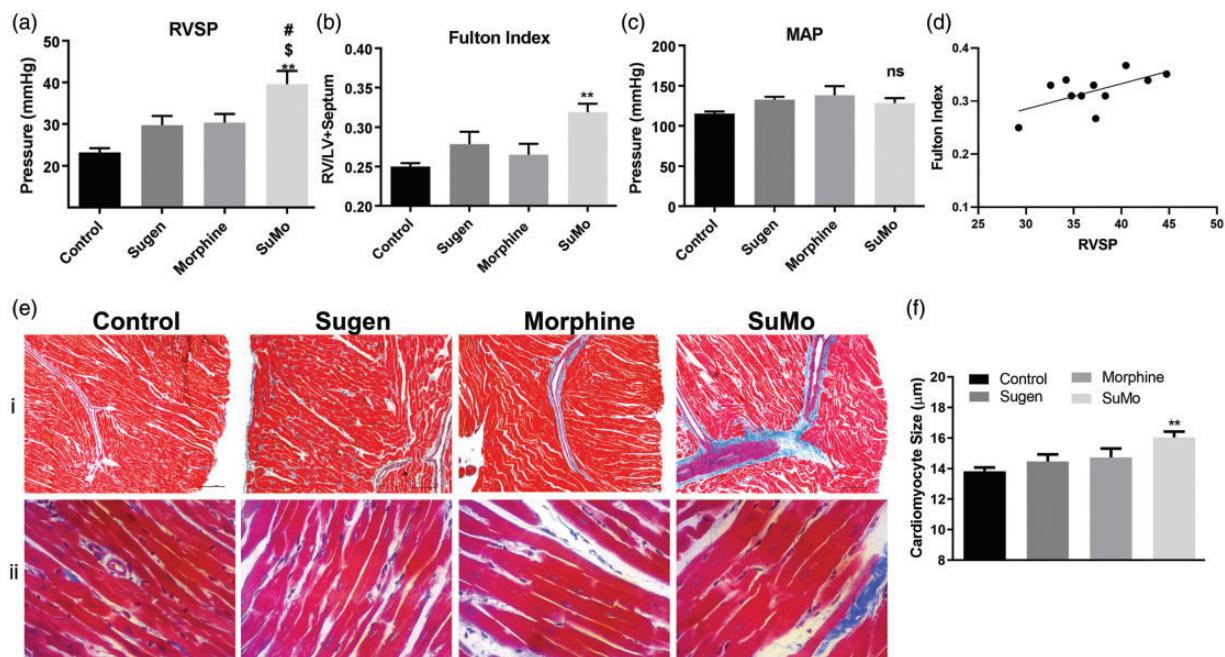 (a)
RVSP
#
$
**
Pressure (mmHg)
50
40
30
20
Control
Sugen
Morphine
SuMo
(b)
Fulton Index
**
RV/LV+Septum
0.40
0.35
0.30
0.25
0.20
Control
Sugen
Morphine
SuMo
(c)
MAP
ns
Pressure (mmHg)
200
150
100
50
0
Control
Sugen
Morphine
SuMo
(d)
Fulton Index
0.4
0.3
0.2
0.1
25 30 35 40 45 50
RVSP
(e)
Control Sugen Morphine SuMo
i
ii
(f)
Control
Sugen
Morphine
SuMo
**
Cardiomyocyte Size (μm)
20
18
16
14
12
10
8